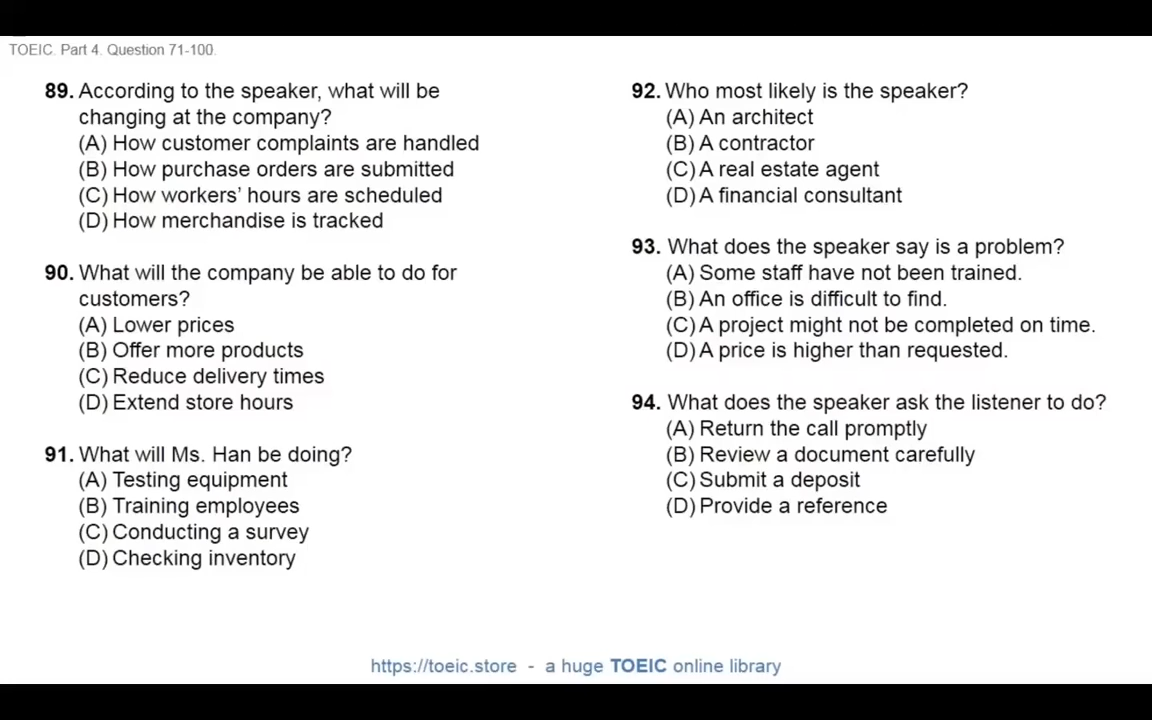 TOEIC. Part 4. Question 71-100.
89. According to the speaker, what will be
changing at the company?
(A) How customer complaints are handled
(B) How purchase orders are submitted
(C) How workers' hours are scheduled
(D) How merchandise is tracked
90. What will the company be able to do for
customers?
(A) Lower prices
(B) Offer more products
(C) Reduce delivery times
(D) Extend store hours
91. What will Ms. Han be doing?
(A) Testing equipment
(B) Training employees
(C) Conducting a survey
(D) Checking inventory
92. Who most likely is the speaker?
(A) An architect
(B) A contractor
(C) A real estate agent
(D) A financial consultant
93. What does the speaker say is a problem?
(A) Some staff have not been trained.
(B) An office is difficult to find.
(C) A project might not be completed on time.
(D) A price is higher than requested.
94. What does the speaker ask the listener to do?
(A) Return the call promptly
(B) Review a document carefully
(C) Submit a deposit
(D) Provide a reference
https://toeic.store - a huge TOEIC online library